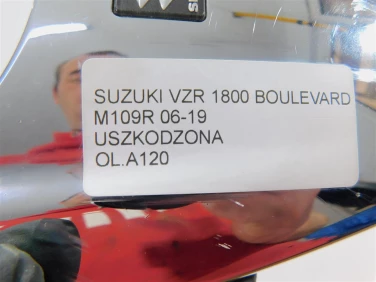 SUZUKI VZR 1800 BOULEVARD
M109R 06-19
USZKODZONA
OL.A120